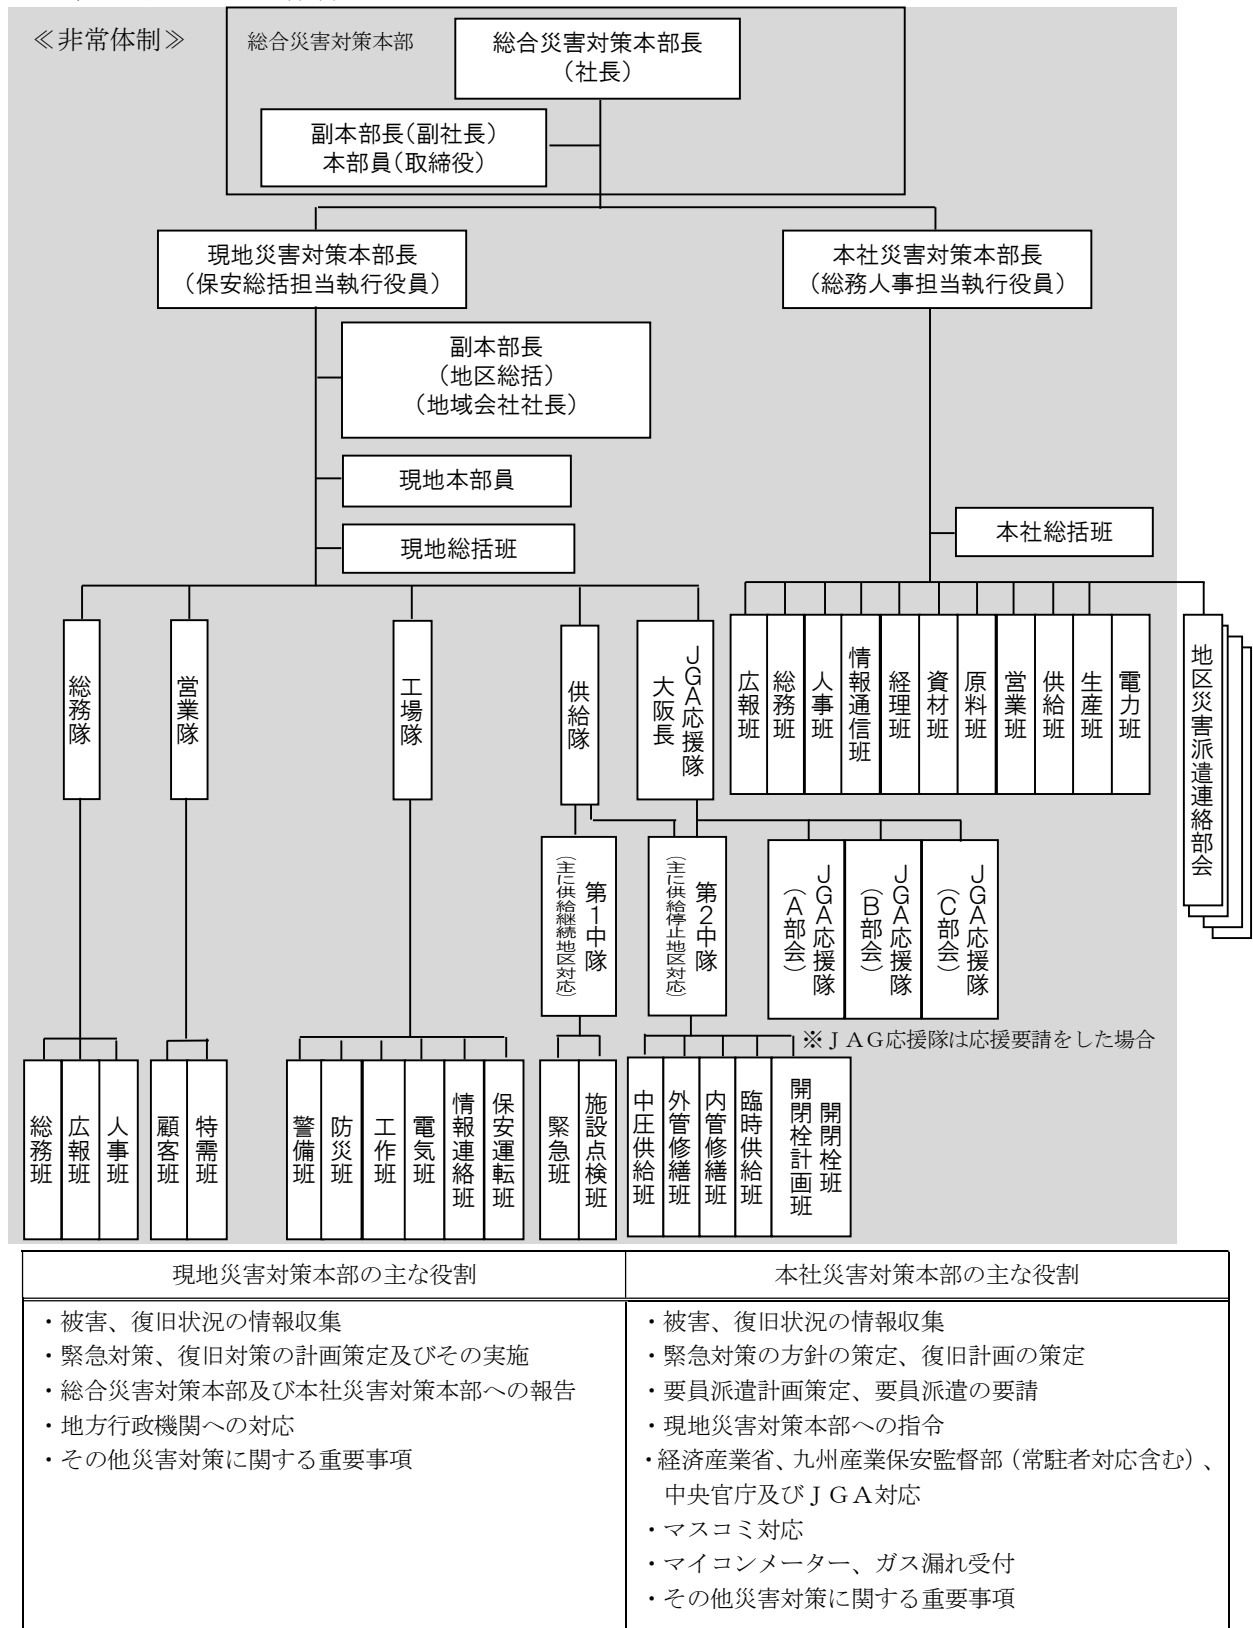 ≪非常体制≫
総合災害対策本部
総合災害対策本部長
（社長）
副本部長（副社長）
本部員（取締役）
現地災害対策本部長
（保安総括担当執行役員）
本社災害対策本部長
（総務人事担当執行役員）
副本部長
（地区総括）
（地域会社社長）
現地本部員
現地総括班
本社総括班
総務隊
営業隊
工場隊
供給隊
ＪＧＡ応援隊
大阪長
広報班
総務班
人事班
情報通信班
経理班
資材班
原料班
営業班
供給班
生産班
電力班
地区災害派遣連絡部会
第１中隊
（主に供給継続地区対応）
第２中隊
（主に供給停止地区対応）
ＪＧＡ応援隊
（Ａ部会）
ＪＧＡ応援隊
（Ｂ部会）
ＪＧＡ応援隊
（Ｃ部会）
※ＪＡＧ応援隊は応援要請をした場合
総務班
広報班
人事班
顧客班
特需班
警備班
防災班
工作班
電気班
情報連絡班
保安運転班
緊急班
施設点検班
中圧供給班
外管修繕班
内管修繕班
臨時供給班
開閉栓班
開閉栓計画班
現地災害対策本部の主な役割
・被害、復旧状況の情報収集
・緊急対策、復旧対策の計画策定及びその実施
・総合災害対策本部及び本社災害対策本部への報告
・地方行政機関への対応
・その他災害対策に関する重要事項
本社災害対策本部の主な役割
・被害、復旧状況の情報収集
・緊急対策の方針の策定、復旧計画の策定
・要員派遣計画策定、要員派遣の要請
・現地災害対策本部への指令
・経済産業省、九州産業保安監督部（常駐者対応含む）、
中央官庁及びＪＧＡ対応
・マスコミ対応
・マイコンメーター、ガス漏れ受付
・その他災害対策に関する重要事項